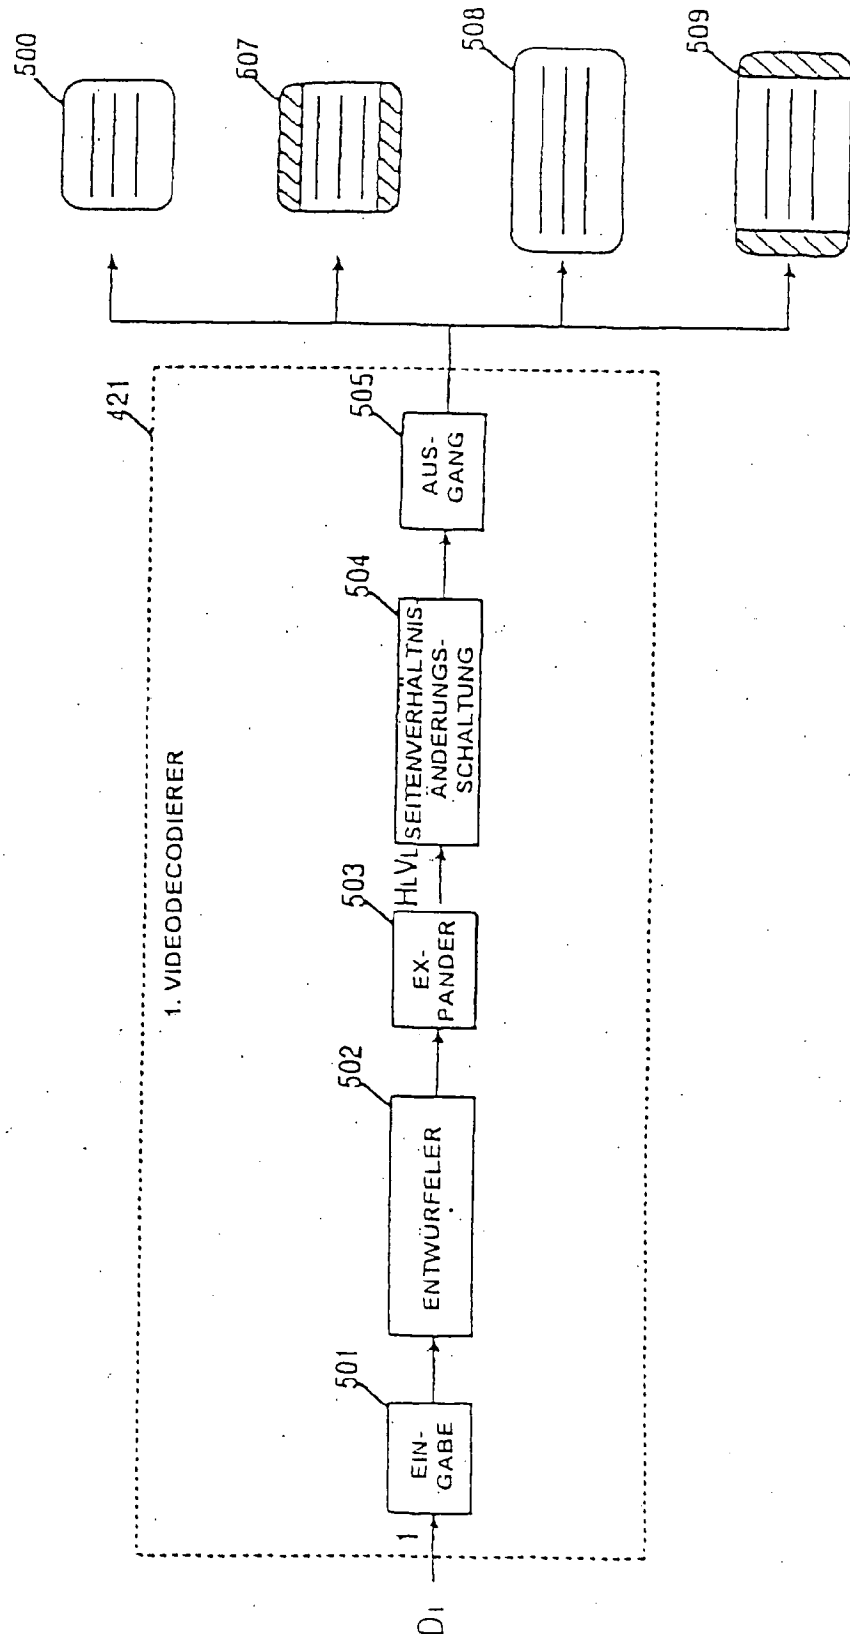 421
1. VIDEODECODIERER
D1
1
501
EIN-
GABE
502
ENTWÜRFELER
503
EX-
PANDER
HLVL
504
SEITENVERHÄLTNIS-
ÄNDERUNGS-
SCHALTUNG
505
AUS-
GANG
500
507
508
509